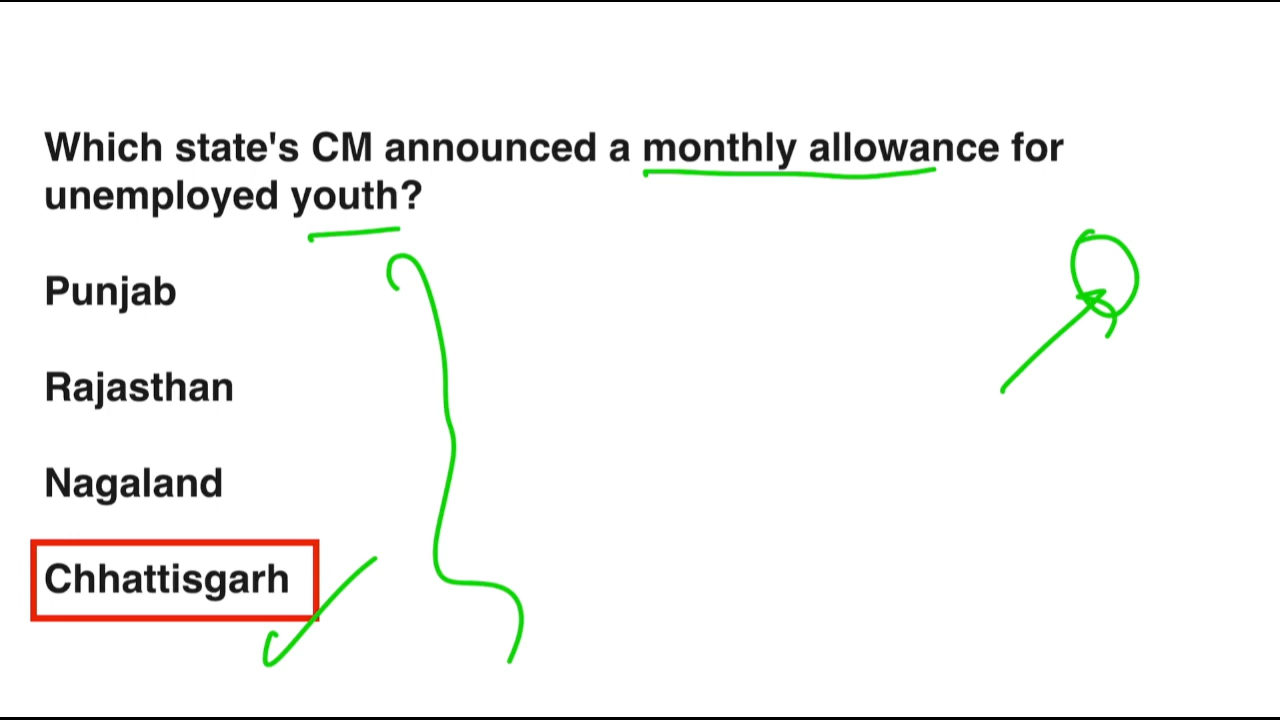 Which state's CM announced a monthly allowance for
unemployed youth?
Punjab
Rajasthan
Nagaland
Chhattisgarh